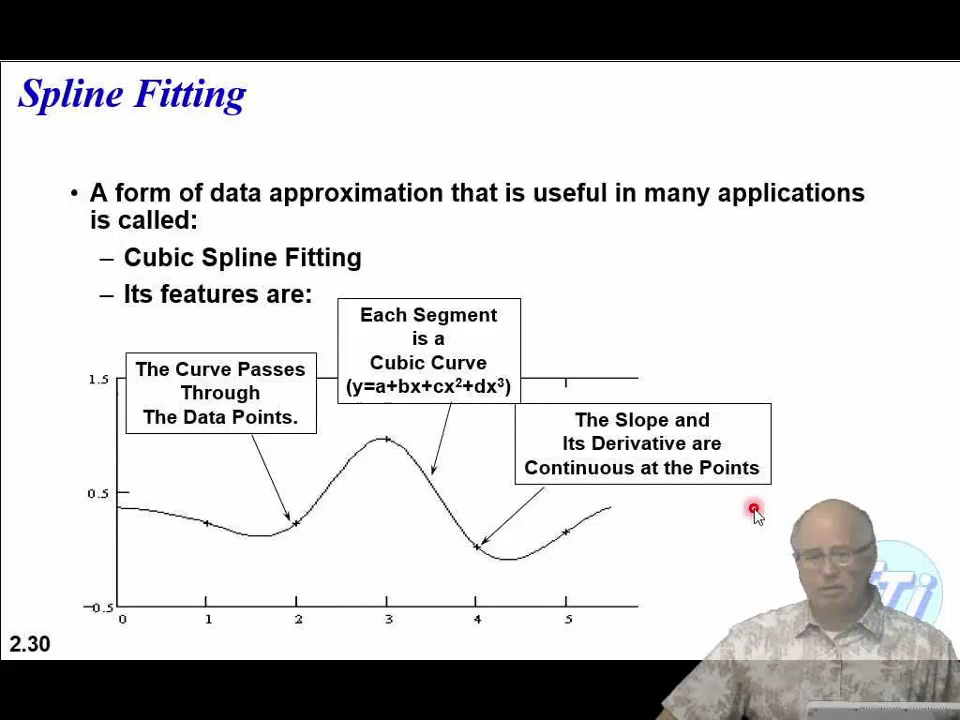 Spline Fitting
• A form of data approximation that is useful in many applications
is called:
– Cubic Spline Fitting
– Its features are:
Each Segment
is a
Cubic Curve
(y=a+bx+cx²+dx³)
The Curve Passes
Through
The Data Points.
The Slope and
Its Derivative are
Continuous at the Points
1.5
0.5
-0.5
0 1 2 3 4 5
2.30